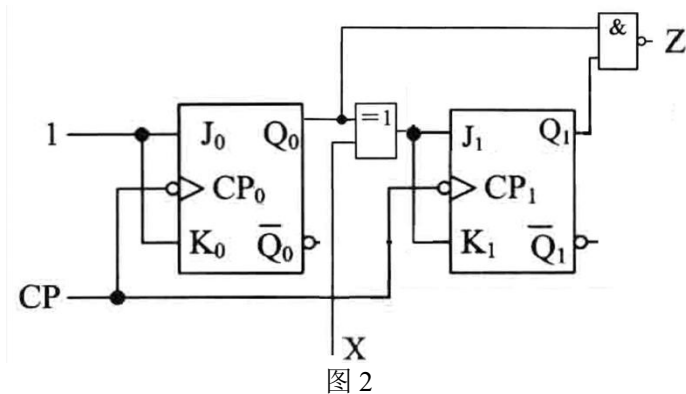 & Z
1 J₀ Q₀ =1 J₁ Q₁
CP₀ CP₁
K₀ Q̅₀ K₁ Q̅₁
CP
X
图 2